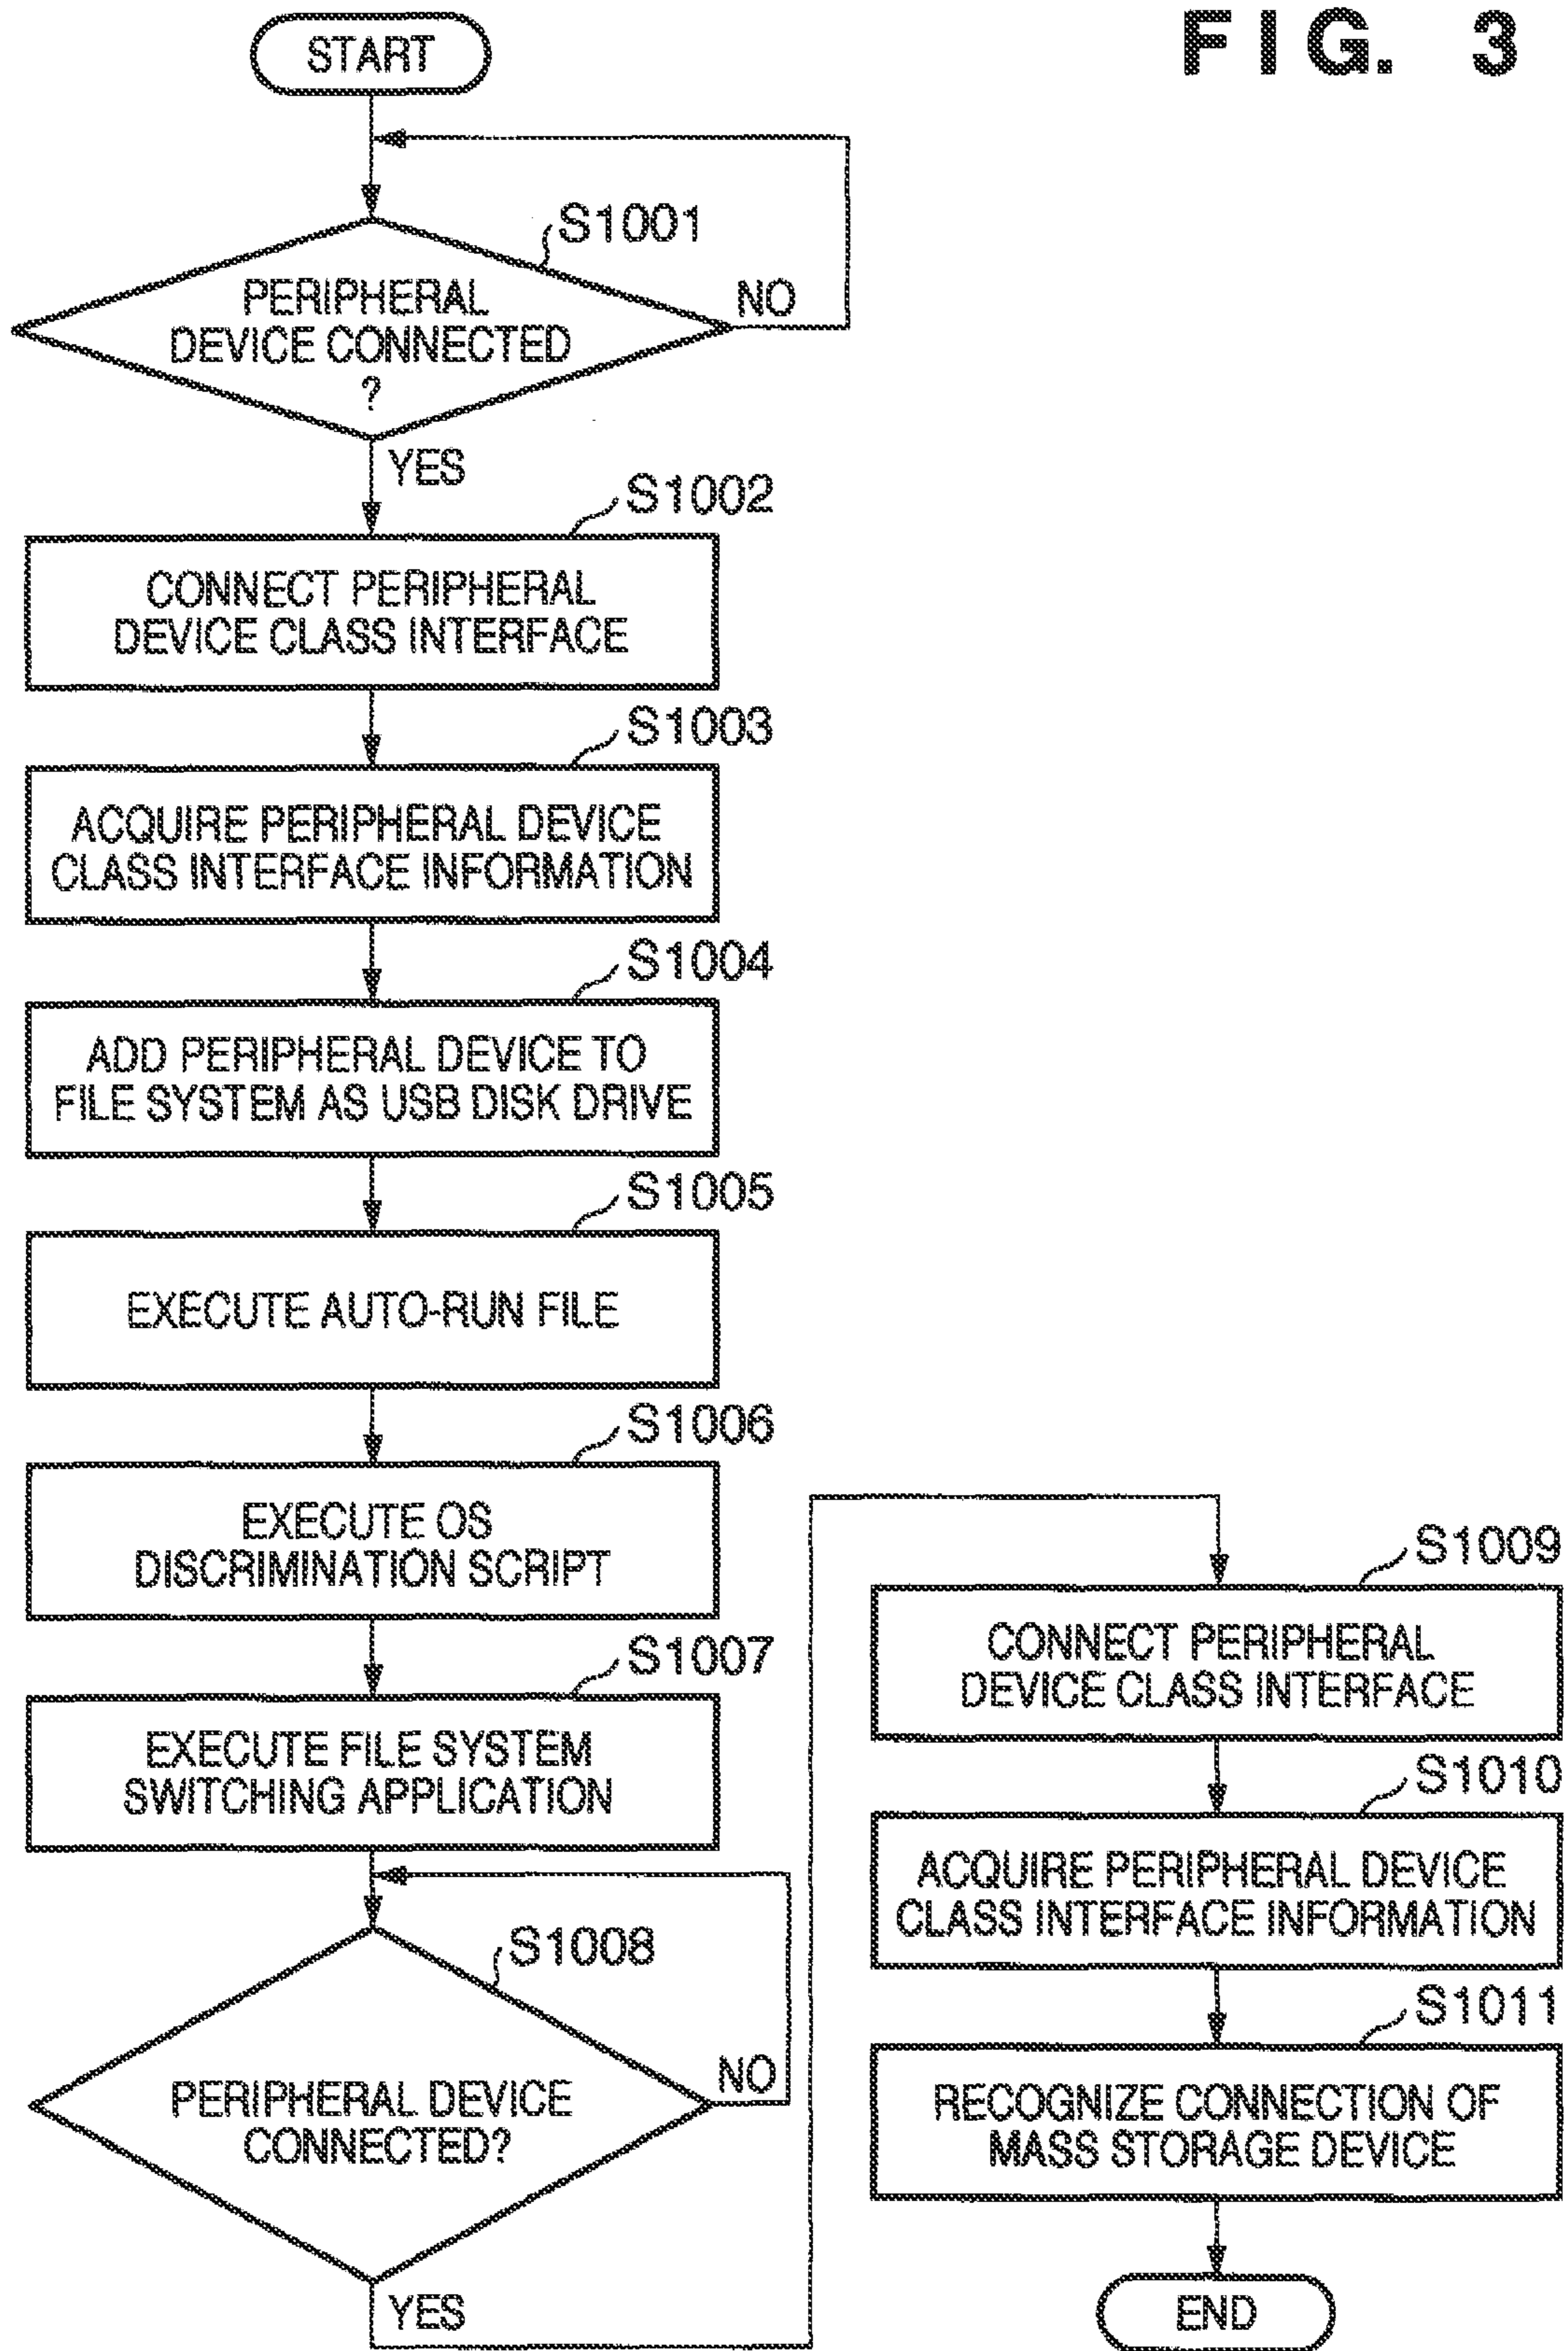 FIG. 3
START
S1001
PERIPHERAL
DEVICE CONNECTED
?
NO
YES
S1002
CONNECT PERIPHERAL
DEVICE CLASS INTERFACE
S1003
ACQUIRE PERIPHERAL DEVICE
CLASS INTERFACE INFORMATION
S1004
ADD PERIPHERAL DEVICE TO
FILE SYSTEM AS USB DISK DRIVE
S1005
EXECUTE AUTO-RUN FILE
S1006
EXECUTE OS
DISCRIMINATION SCRIPT
S1007
EXECUTE FILE SYSTEM
SWITCHING APPLICATION
S1008
PERIPHERAL DEVICE
CONNECTED?
NO
YES
S1009
CONNECT PERIPHERAL
DEVICE CLASS INTERFACE
S1010
ACQUIRE PERIPHERAL DEVICE
CLASS INTERFACE INFORMATION
S1011
RECOGNIZE CONNECTION OF
MASS STORAGE DEVICE
END